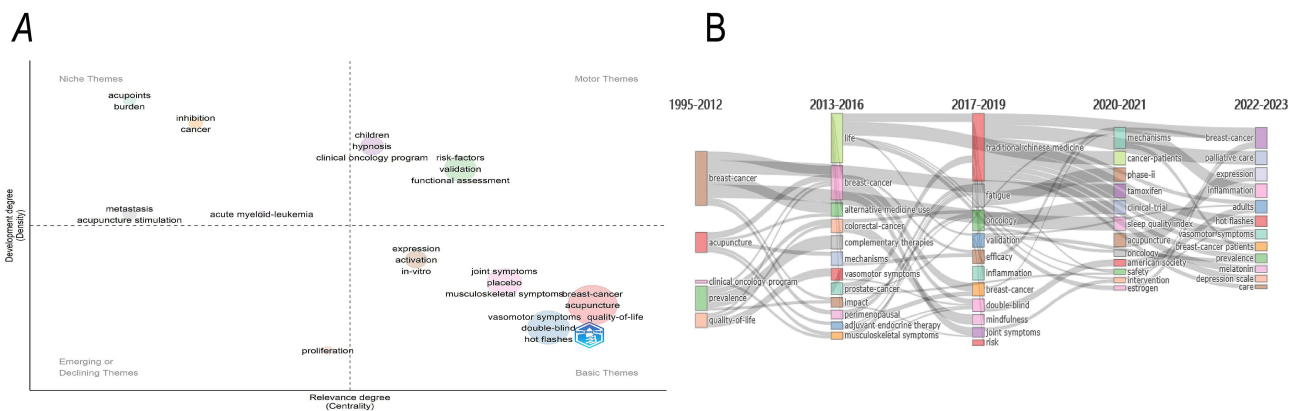 A
Niche Themes
Motor Themes
acupoints
burden
inhibition
cancer
children
hypnosis
clinical oncology program
risk-factors
validation
functional assessment
metastasis
acupuncture stimulation
acute myeloid-leukemia
expression
activation
in-vitro
joint symptoms
placebo
musculoskeletal symptoms
breast-cancer
acupuncture
quality-of-life
vasomotor symptoms
double-blind
hot flashes
proliferation
Emerging or
Declining Themes
Basic Themes
Relevance degree
(Centrality)
Development degree
(Density)
B
1995-2012
2013-2016
2017-2019
2020-2021
2022-2023
breast-cancer
acupuncture
clinical oncology program
prevalence
quality-of-life
life
breast-cancer
alternative medicine use
colorectal-cancer
complementary therapies
mechanisms
vasomotor symptoms
prostate-cancer
impact
perimenopausal
adjuvant endocrine therapy
musculoskeletal symptoms
traditional chinese medicine
fatigue
oncology
validation
efficacy
inflammation
breast-cancer
double-blind
mindfulness
joint symptoms
risk
mechanisms
cancer-patients
phase-ii
tamoxifen
clinical-trial
sleep quality index
acupuncture
oncology
american society
safety
intervention
estrogen
breast-cancer
palliative care
expression
inflammation
adults
hot flashes
vasomotor symptoms
breast-cancer patients
prevalence
melatonin
depression scale
care